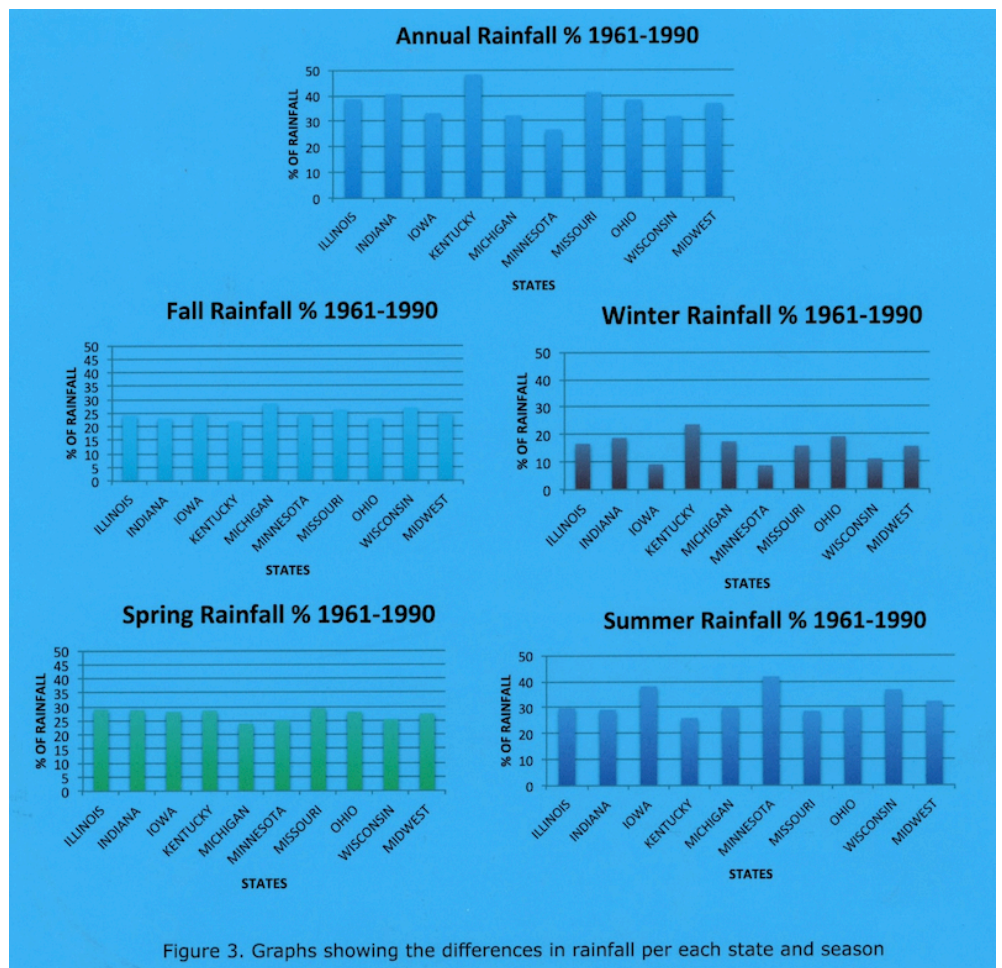 Annual Rainfall % 1961-1990
% OF RAINFALL
50
40
30
20
10
0
ILLINOIS
INDIANA
IOWA
KENTUCKY
MICHIGAN
MINNESOTA
MISSOURI
OHIO
WISCONSIN
MIDWEST
STATES
Fall Rainfall % 1961-1990
% OF RAINFALL
50
45
40
35
30
25
20
15
10
5
0
ILLINOIS
INDIANA
IOWA
KENTUCKY
MICHIGAN
MINNESOTA
MISSOURI
OHIO
WISCONSIN
MIDWEST
STATES
Winter Rainfall % 1961-1990
% OF RAINFALL
50
40
30
20
10
0
ILLINOIS
INDIANA
IOWA
KENTUCKY
MICHIGAN
MINNESOTA
MISSOURI
OHIO
WISCONSIN
MIDWEST
STATES
Spring Rainfall % 1961-1990
% OF RAINFALL
50
45
40
35
30
25
20
15
10
5
0
ILLINOIS
INDIANA
IOWA
KENTUCKY
MICHIGAN
MINNESOTA
MISSOURI
OHIO
WISCONSIN
MIDWEST
STATES
Summer Rainfall % 1961-1990
% OF RAINFALL
50
40
30
20
10
0
ILLINOIS
INDIANA
IOWA
KENTUCKY
MICHIGAN
MINNESOTA
MISSOURI
OHIO
WISCONSIN
MIDWEST
STATES
Figure 3. Graphs showing the differences in rainfall per each state and season